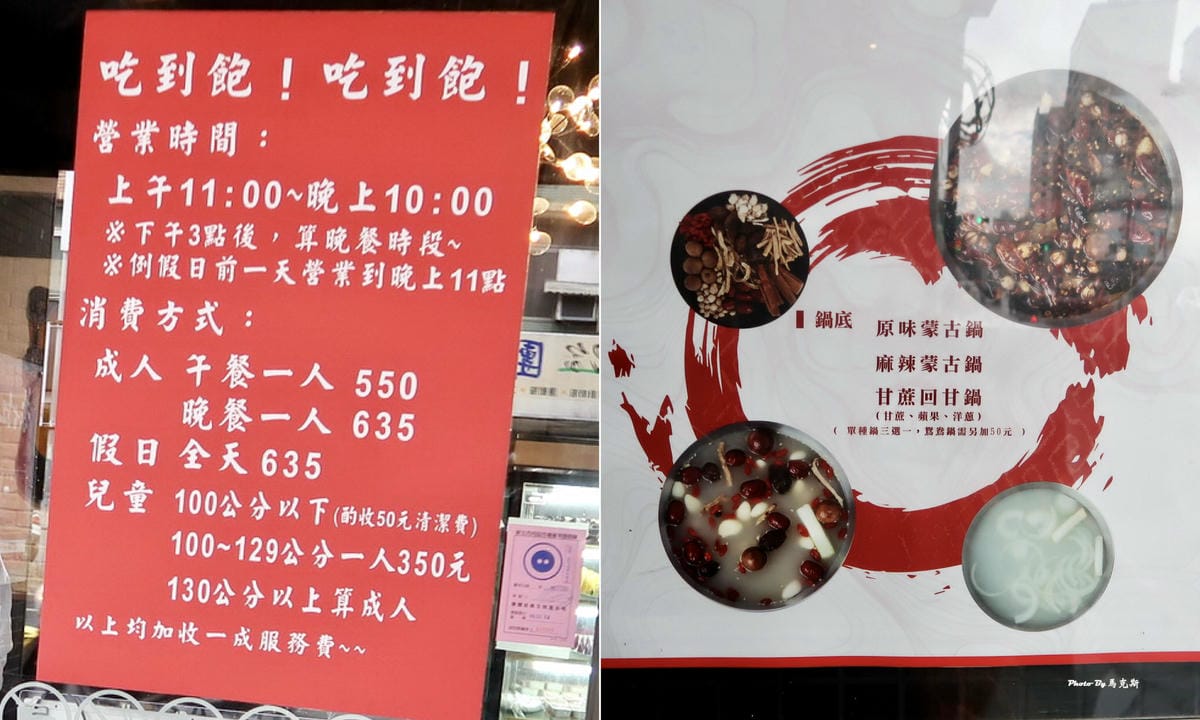 吃到飽！吃到飽！
營業時間：
上午11:00~晚上10:00
※下午3點後，算晚餐時段~
※例假日前一天營業到晚上11點
消費方式：
成人 午餐一人 550
晚餐一人 635
假日 全天 635
兒童 100公分以下(酌收50元清潔費)
100~129公分一人350元
130公分以上算成人
以上均加收一成服務費~~
鍋底
原味蒙古鍋
麻辣蒙古鍋
甘蔗回甘鍋
(甘蔗、蘋果、洋蔥)
( 單種鍋三選一，鴛鴦鍋需另加50元 )
Photo By 馬克斯